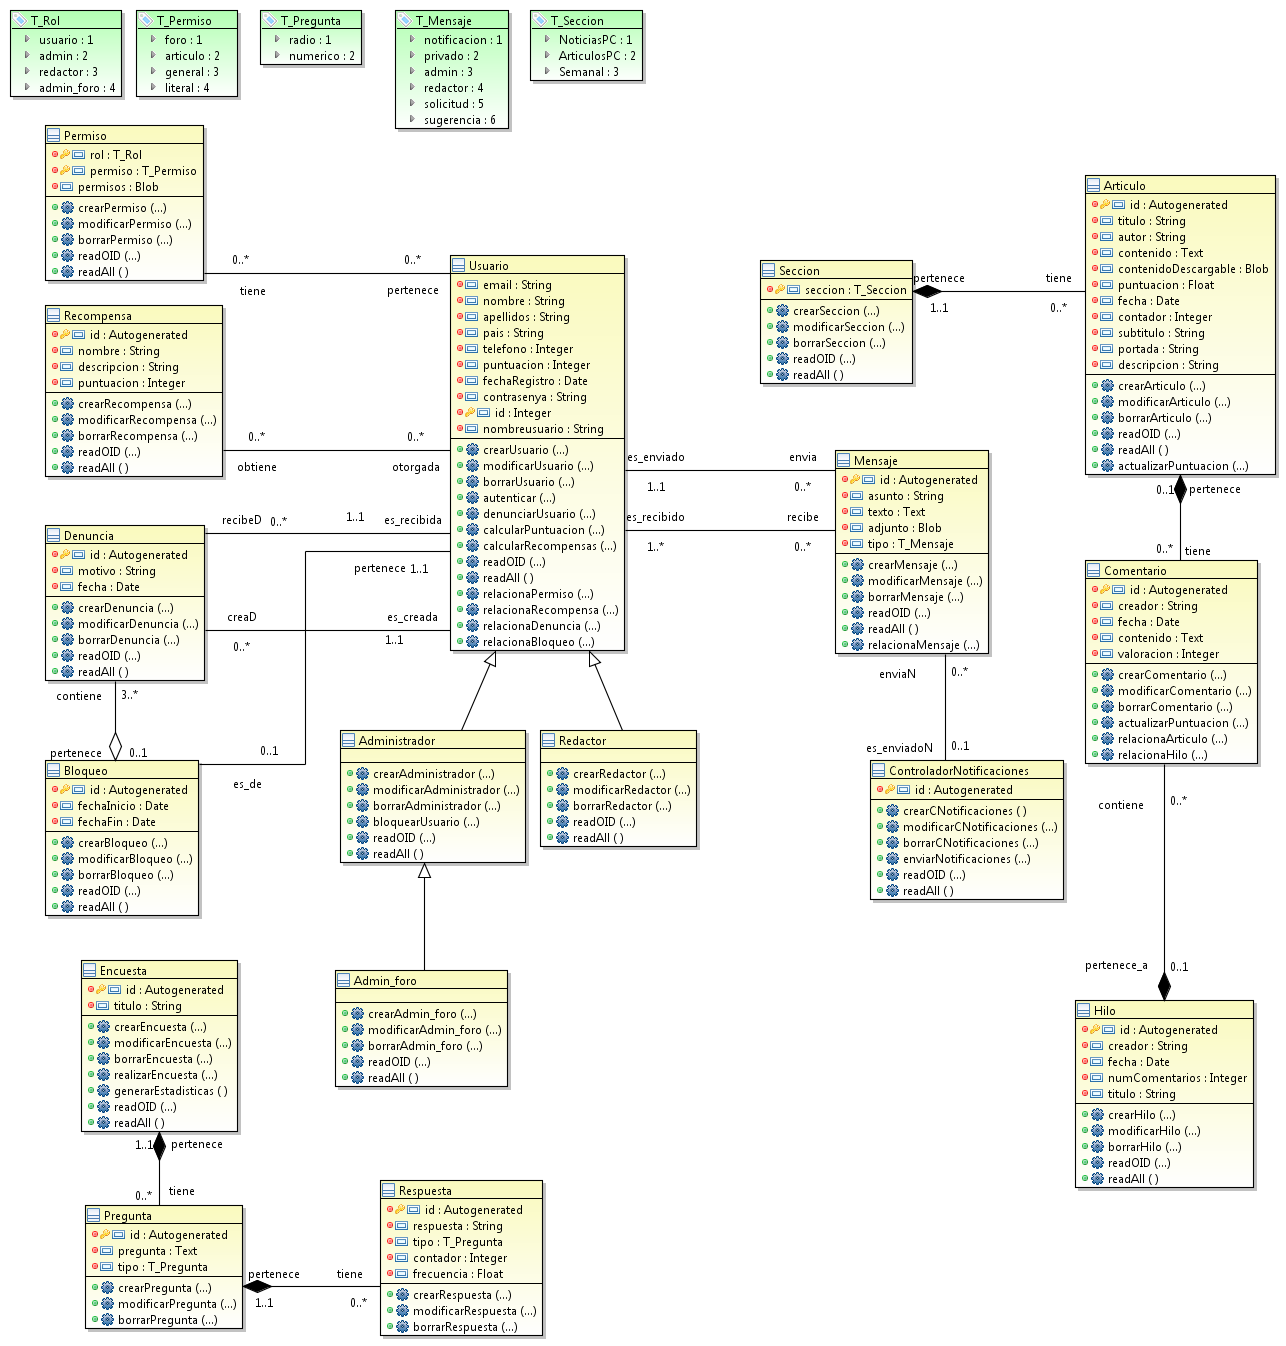 T_Rol
usuario : 1
admin : 2
redactor : 3
admin_foro : 4
T_Permiso
foro : 1
articulo : 2
general : 3
literal : 4
T_Pregunta
radio : 1
numerico : 2
T_Mensaje
notificacion : 1
privado : 2
admin : 3
redactor : 4
solicitud : 5
sugerencia : 6
T_Seccion
NoticiasPC : 1
ArticulosPC : 2
Semanal : 3
Permiso
rol : T_Rol
permiso : T_Permiso
permisos : Blob
crearPermiso (...)
modificarPermiso (...)
borrarPermiso (...)
readOID (...)
readAll ( )
0..*
0..*
tiene
pertenece
Recompensa
id : Autogenerated
nombre : String
descripcion : String
puntuacion : Integer
crearRecompensa (...)
modificarRecompensa (...)
borrarRecompensa (...)
readOID (...)
readAll ( )
0..*
0..*
obtiene
otorgada
Usuario
email : String
nombre : String
apellidos : String
pais : String
telefono : Integer
puntuacion : Integer
fechaRegistro : Date
contrasenya : String
id : Integer
nombreusuario : String
crearUsuario (...)
modificarUsuario (...)
borrarUsuario (...)
autenticar (...)
denunciarUsuario (...)
calcularPuntuacion (...)
calcularRecompensas (...)
readOID (...)
readAll ( )
relacionaPermiso (...)
relacionaRecompensa (...)
relacionaDenuncia (...)
relacionaBloqueo (...)
Seccion
seccion : T_Seccion
crearSeccion (...)
modificarSeccion (...)
borrarSeccion (...)
readOID (...)
readAll ( )
pertenece
tiene
1..1
0..*
Articulo
id : Autogenerated
titulo : String
autor : String
contenido : Text
contenidoDescargable : Blob
puntuacion : Float
fecha : Date
contador : Integer
subtitulo : String
portada : String
descripcion : String
crearArticulo (...)
modificarArticulo (...)
borrarArticulo (...)
readOID (...)
readAll ( )
actualizarPuntuacion (...)
0..1
pertenece
0..*
tiene
es_enviado
envia
1..1
0..*
es_recibido
recibe
1..*
0..*
Mensaje
id : Autogenerated
asunto : String
texto : Text
adjunto : Blob
tipo : T_Mensaje
crearMensaje (...)
modificarMensaje (...)
borrarMensaje (...)
readOID (...)
readAll ( )
relacionaMensaje (...)
enviaN
0..*
es_enviadoN
0..1
Denuncia
id : Autogenerated
motivo : String
fecha : Date
crearDenuncia (...)
modificarDenuncia (...)
borrarDenuncia (...)
readOID (...)
readAll ( )
recibeD
0..*
1..1
es_recibida
pertenece
1..1
creaD
es_creada
0..*
1..1
contiene
3..*
pertenece
0..1
0..1
es_de
Bloqueo
id : Autogenerated
fechaInicio : Date
fechaFin : Date
crearBloqueo (...)
modificarBloqueo (...)
borrarBloqueo (...)
readOID (...)
readAll ( )
Administrador
crearAdministrador (...)
modificarAdministrador (...)
borrarAdministrador (...)
bloquearUsuario (...)
readOID (...)
readAll ( )
Redactor
crearRedactor (...)
modificarRedactor (...)
borrarRedactor (...)
readOID (...)
readAll ( )
ControladorNotificaciones
id : Autogenerated
crearCNotificaciones ( )
modificarCNotificaciones (...)
borrarCNotificaciones (...)
enviarNotificaciones (...)
readOID (...)
readAll ( )
Comentario
id : Autogenerated
creador : String
fecha : Date
contenido : Text
valoracion : Integer
crearComentario (...)
modificarComentario (...)
borrarComentario (...)
actualizarPuntuacion (...)
relacionaArticulo (...)
relacionaHilo (...)
contiene
0..*
pertenece_a
0..1
Hilo
id : Autogenerated
creador : String
fecha : Date
numComentarios : Integer
titulo : String
crearHilo (...)
modificarHilo (...)
borrarHilo (...)
readOID (...)
readAll ( )
Encuesta
id : Autogenerated
titulo : String
crearEncuesta (...)
modificarEncuesta (...)
borrarEncuesta (...)
realizarEncuesta (...)
generarEstadisticas ( )
readOID (...)
readAll ( )
1..1
pertenece
0..*
tiene
Admin_foro
crearAdmin_foro (...)
modificarAdmin_foro (...)
borrarAdmin_foro (...)
readOID (...)
readAll ( )
Pregunta
id : Autogenerated
pregunta : Text
tipo : T_Pregunta
crearPregunta (...)
modificarPregunta (...)
borrarPregunta (...)
pertenece
tiene
1..1
0..*
Respuesta
id : Autogenerated
respuesta : String
tipo : T_Pregunta
contador : Integer
frecuencia : Float
crearRespuesta (...)
modificarRespuesta (...)
borrarRespuesta (...)